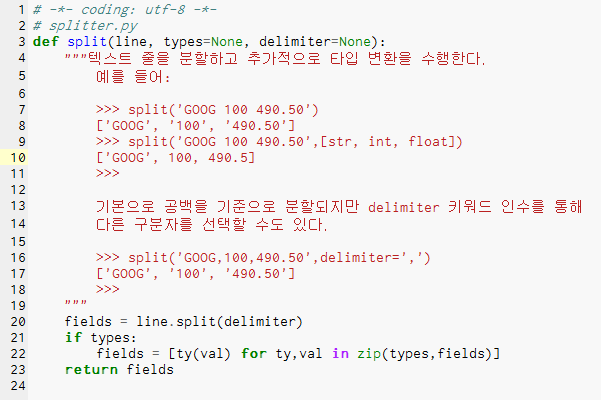 1 # -*- coding: utf-8 -*-
2 # splitter.py
3 def split(line, types=None, delimiter=None):
4     """텍스트 줄을 분할하고 추가적으로 타입 변환을 수행한다.
5         예를 들어:
6
7         >>> split('GOOG 100 490.50')
8         ['GOOG', '100', '490.50']
9         >>> split('GOOG 100 490.50',[str, int, float])
10         ['GOOG', 100, 490.5]
11         >>>
12
13         기본으로 공백을 기준으로 분할되지만 delimiter 키워드 인수를 통해
14         다른 구분자를 선택할 수도 있다.
15
16         >>> split('GOOG,100,490.50',delimiter=',')
17         ['GOOG', '100', '490.50']
18         >>>
19     """
20     fields = line.split(delimiter)
21     if types:
22         fields = [ty(val) for ty,val in zip(types,fields)]
23     return fields
24